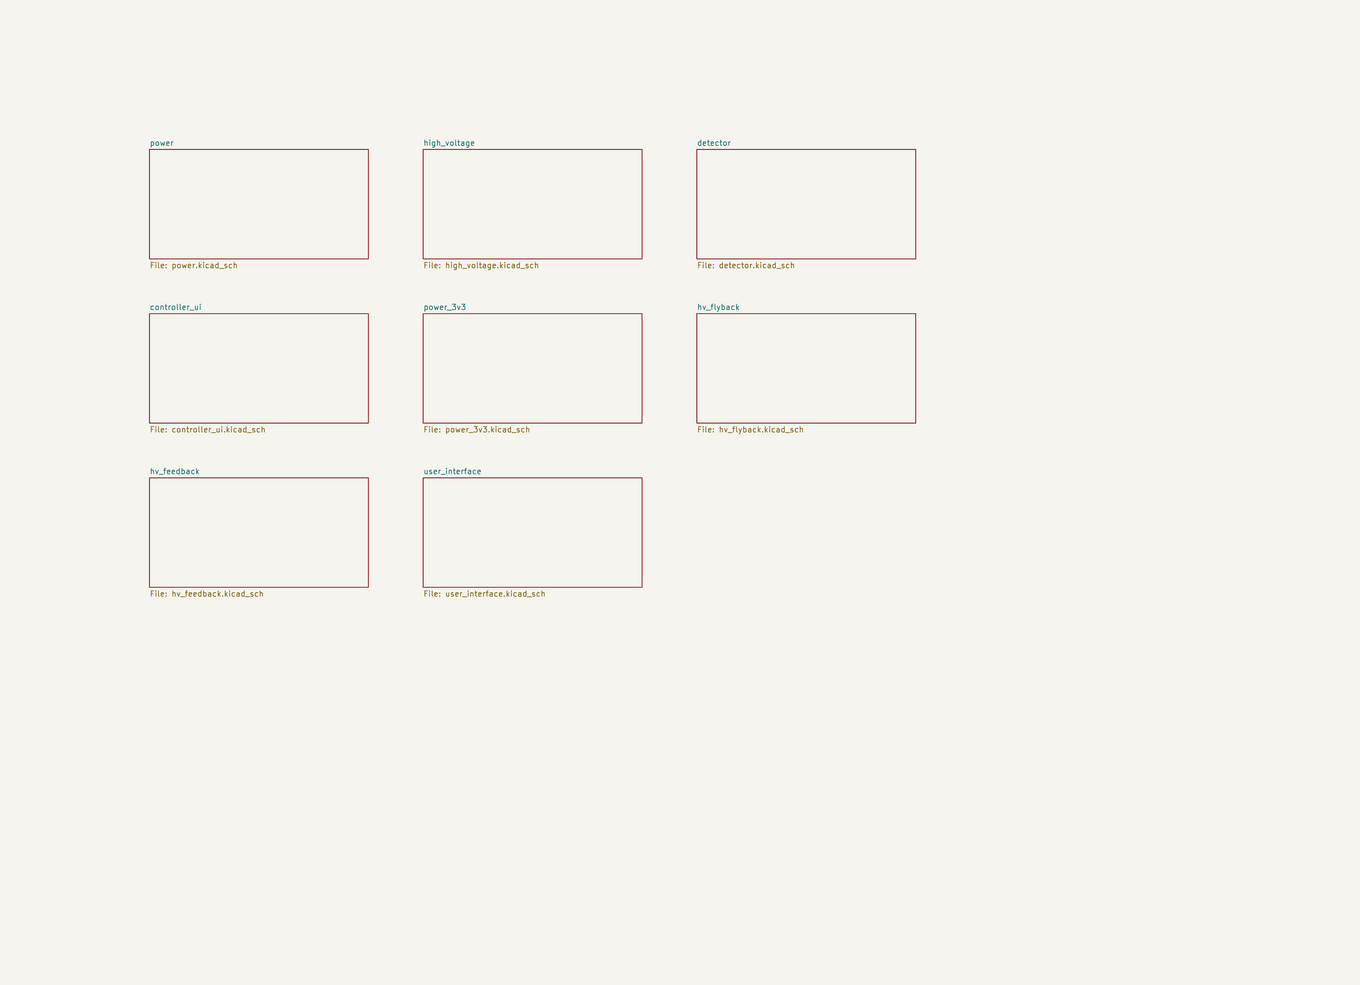 power
high_voltage
detector
File: power.kicad_sch
File: high_voltage.kicad_sch
File: detector.kicad_sch
controller_ui
power_3v3
hv_flyback
File: controller_ui.kicad_sch
File: power_3v3.kicad_sch
File: hv_flyback.kicad_sch
hv_feedback
user_interface
File: hv_feedback.kicad_sch
File: user_interface.kicad_sch